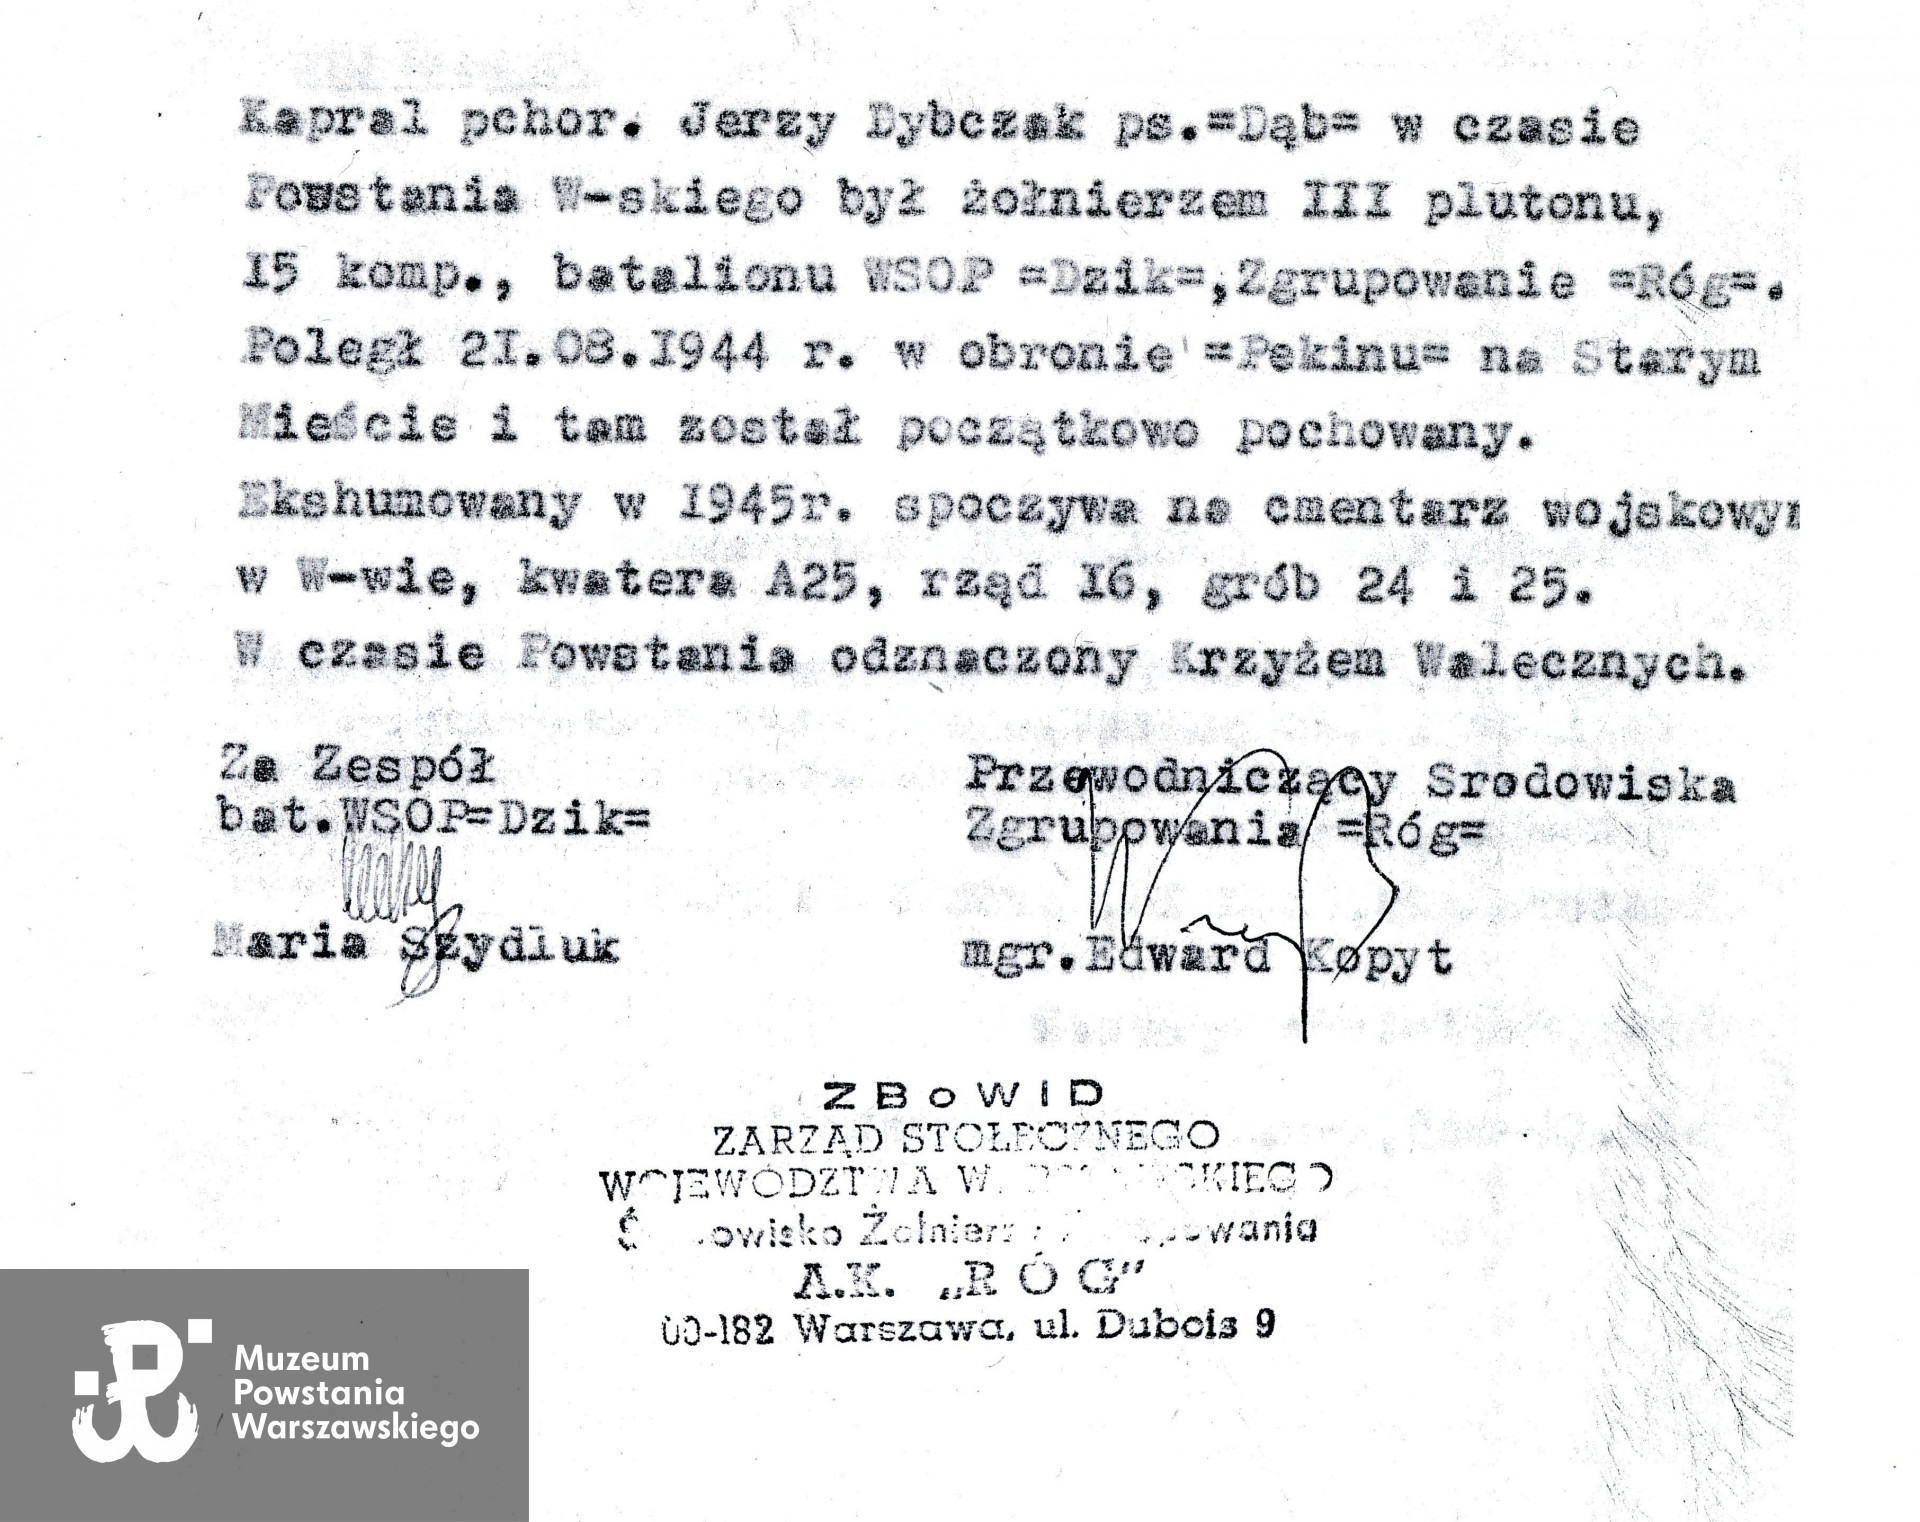 Kapral pchor. Jerzy Dybczak ps.=Dąb= w czasie
Powstania W-skiego był żołnierzem III plutonu,
I5 komp., batalionu WSOP =Dzik=,Zgrupowanie =Róg=.
Poległ 2I.08.I944 r. w obronie =Pekinu= na Starym
Mieście i tam został początkowo pochowany.
Ekshumowany w I945r. spoczywa na cmentarz
w W-wie, kwatera A25, rząd I6, grób 24 i 25.
W czasie Powstania odznaczony Krzyżem Walecznych.
Za Zespół
bat.WSOP=Dzik=
Maria Szydluk
Przewodniczący Srodowiska
Zgrupowania =Róg=
mgr.Edward Kopyt
ZBoWID
ZARZĄD STOŁECZNEGO
WOJEWÓDZTWA
A.K. „RÓG”
00-182 Warszawa, ul. Dubois 9
Muzeum
Powstania
Warszawskiego